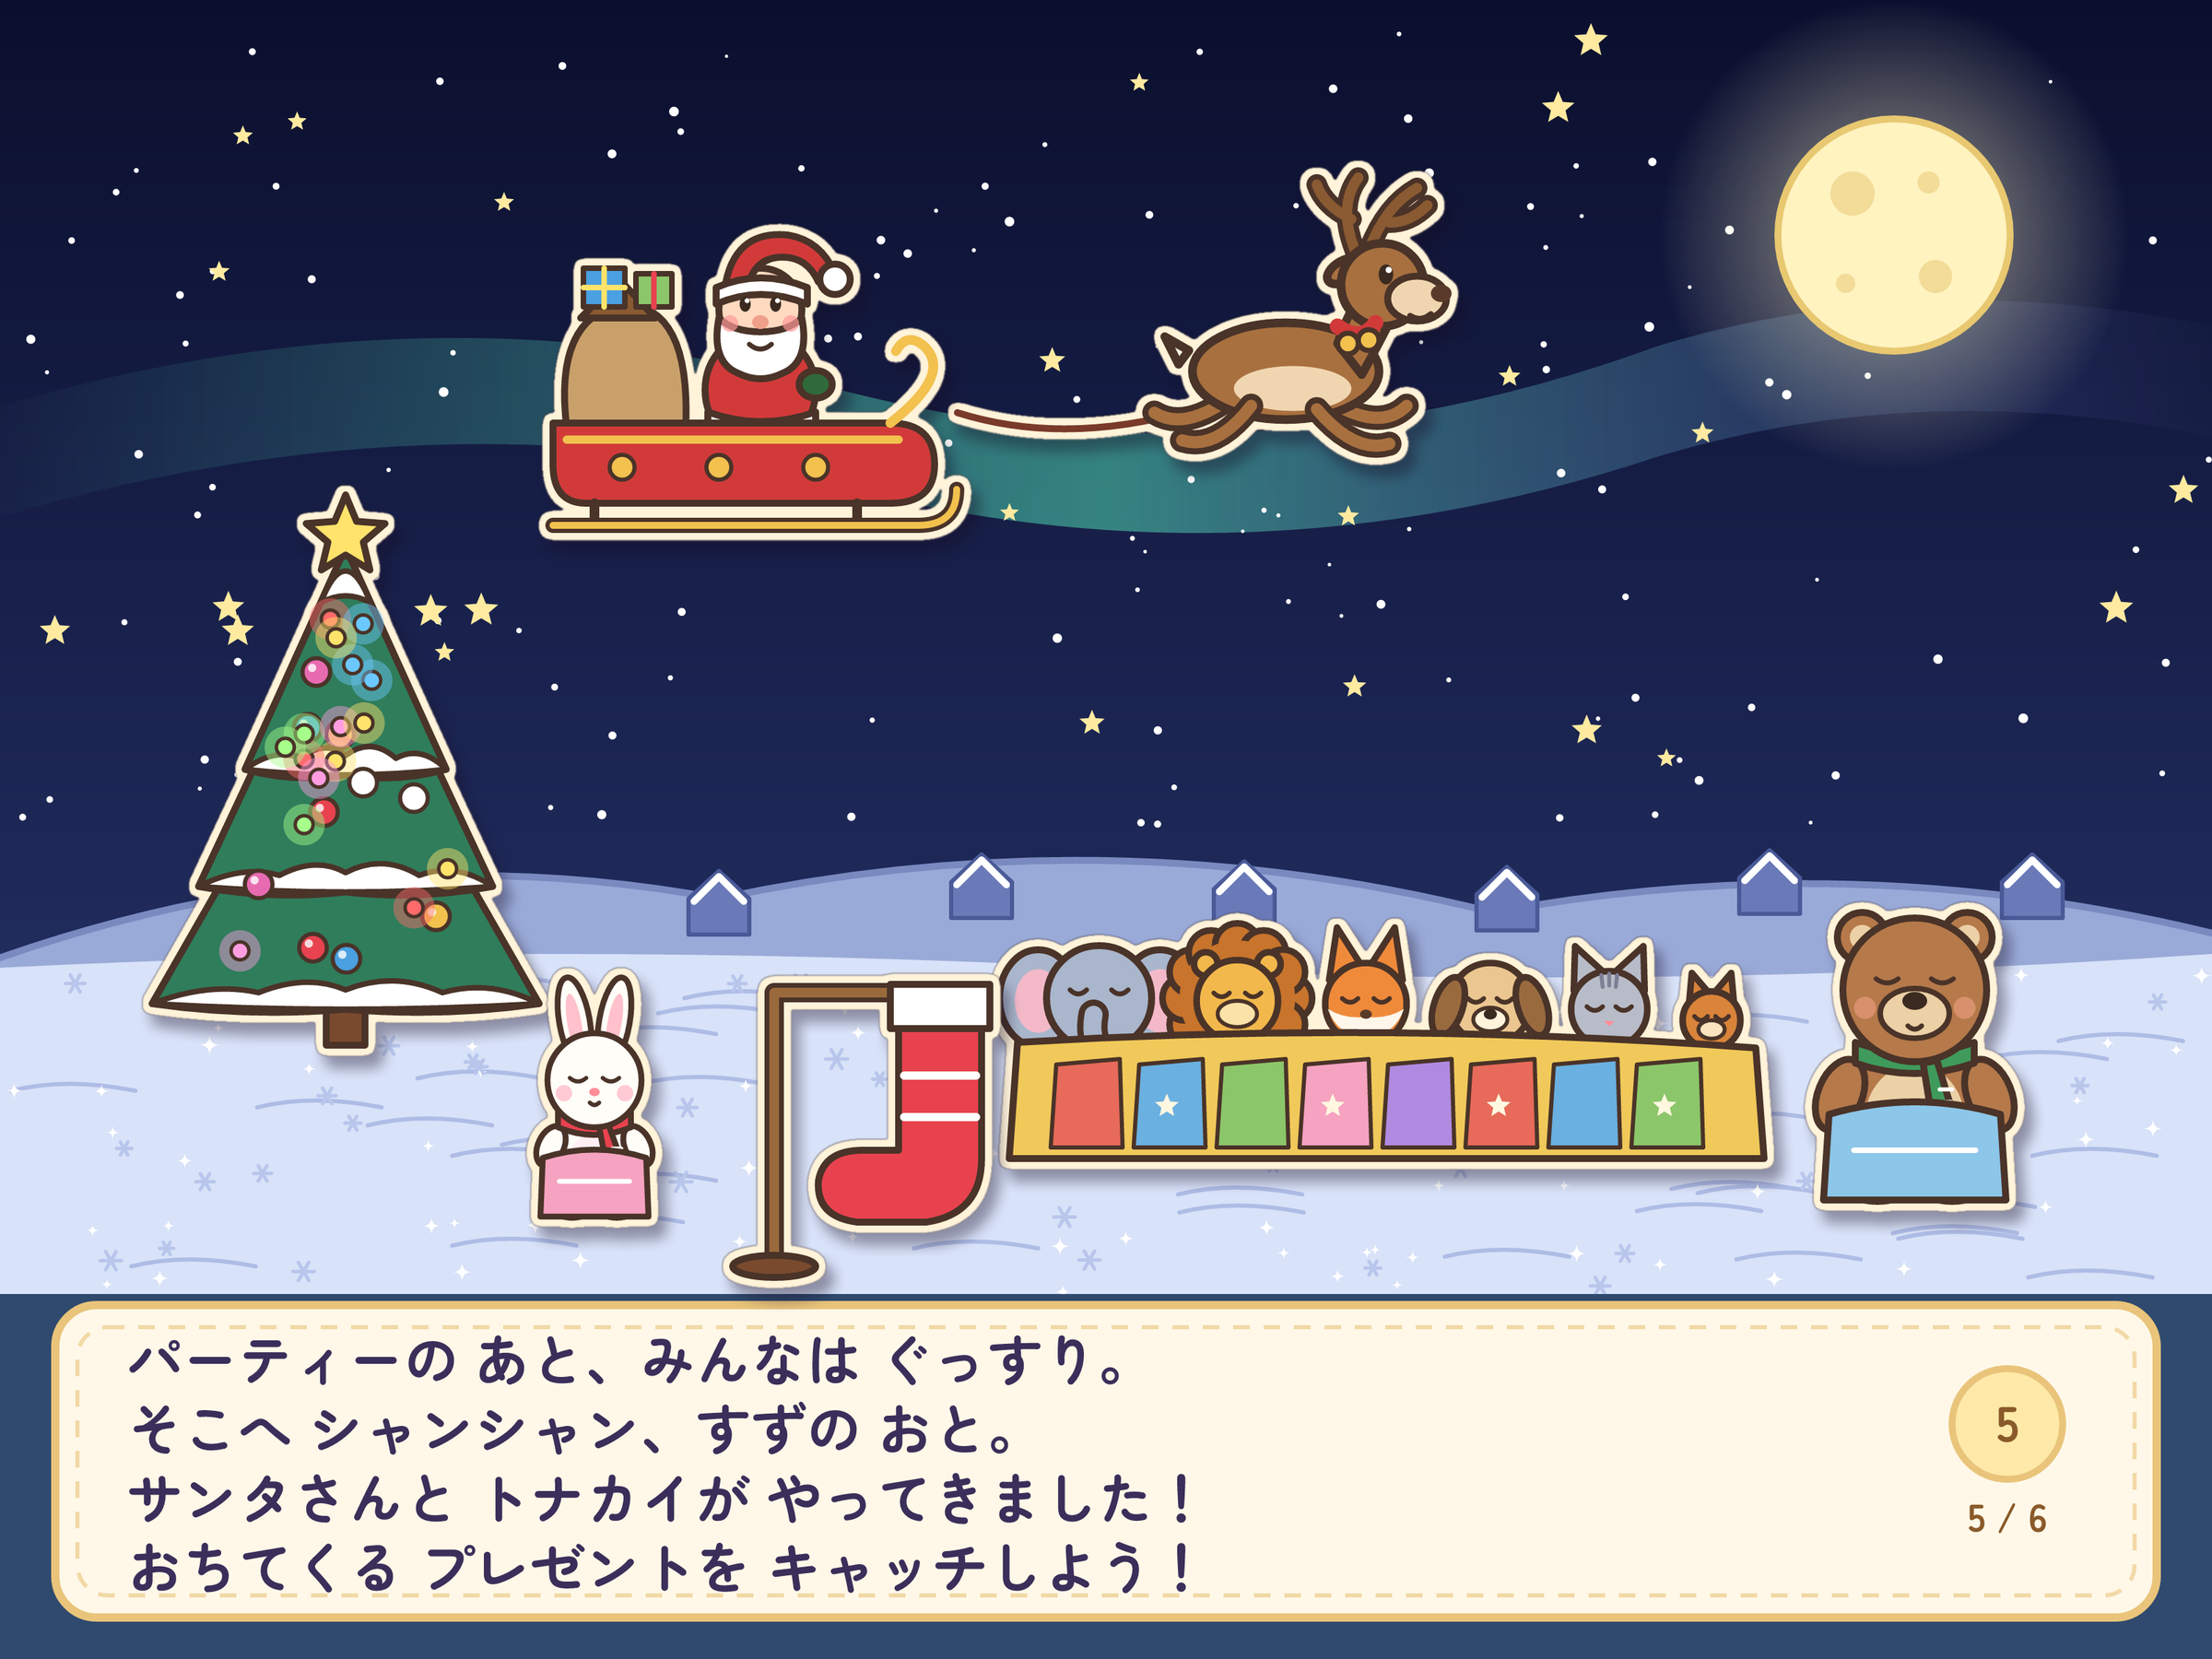 パーティーの あと、みんなは ぐっすり。
そこへ シャンシャン、すずの おと。
サンタさんと トナカイが やってきました！
おちてくる プレゼントを キャッチしよう！
5
5 / 6